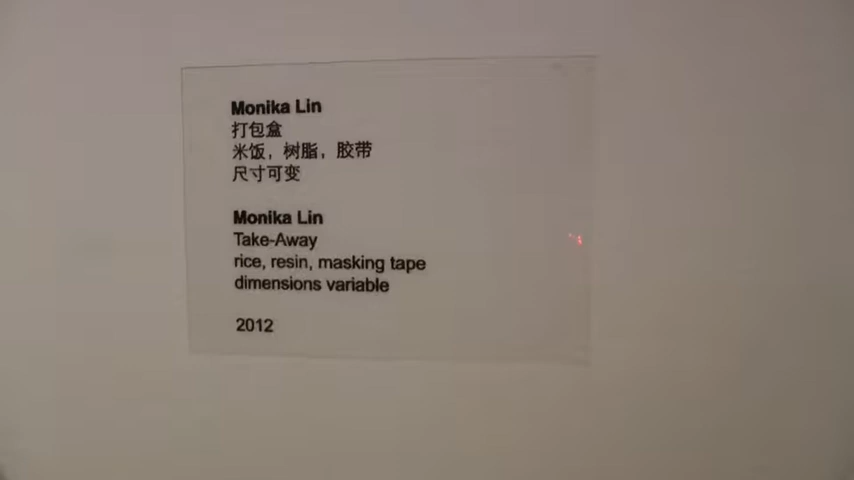 Monika Lin
打包盒
米饭，树脂，胶带
尺寸可变
Monika Lin
Take-Away
rice, resin, masking tape
dimensions variable
2012